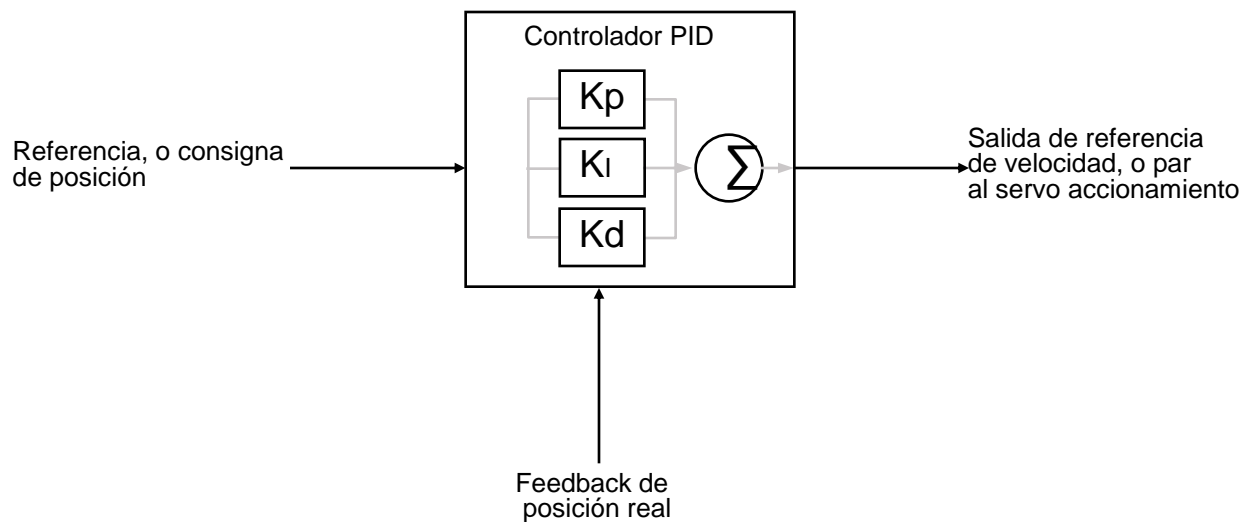 Controlador PID
Kp
KI
Kd
Σ
Referencia, o consigna
de posición
Salida de referencia
de velocidad, o par
al servo accionamiento
Feedback de
posición real